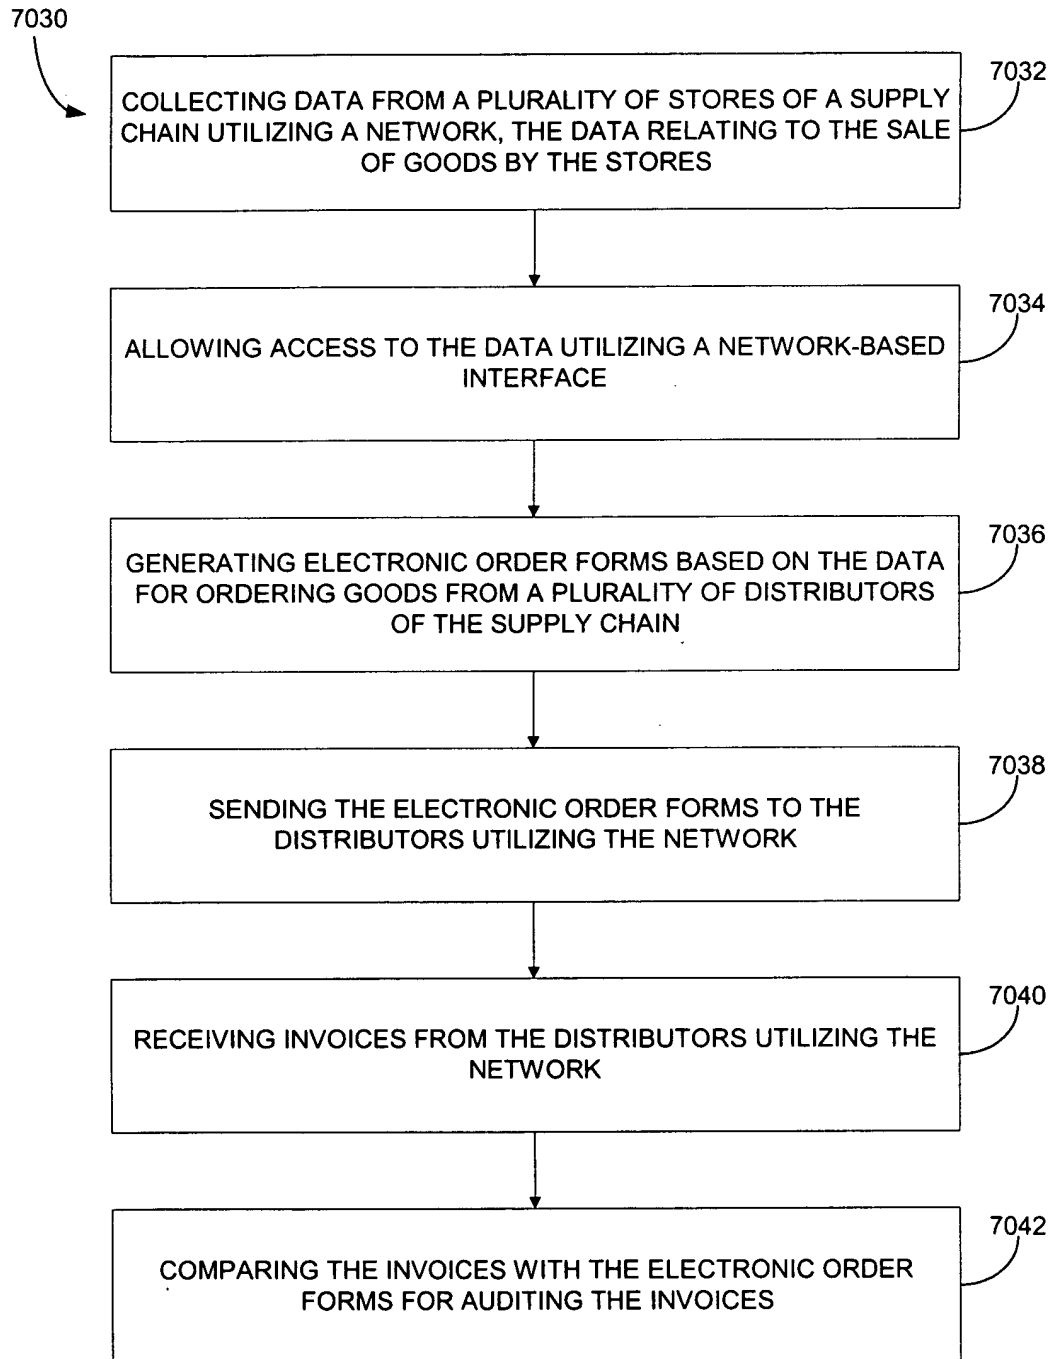 7030
7032
COLLECTING DATA FROM A PLURALITY OF STORES OF A SUPPLY
CHAIN UTILIZING A NETWORK, THE DATA RELATING TO THE SALE
OF GOODS BY THE STORES
7034
ALLOWING ACCESS TO THE DATA UTILIZING A NETWORK-BASED
INTERFACE
7036
GENERATING ELECTRONIC ORDER FORMS BASED ON THE DATA
FOR ORDERING GOODS FROM A PLURALITY OF DISTRIBUTORS
OF THE SUPPLY CHAIN
7038
SENDING THE ELECTRONIC ORDER FORMS TO THE
DISTRIBUTORS UTILIZING THE NETWORK
7040
RECEIVING INVOICES FROM THE DISTRIBUTORS UTILIZING THE
NETWORK
7042
COMPARING THE INVOICES WITH THE ELECTRONIC ORDER
FORMS FOR AUDITING THE INVOICES